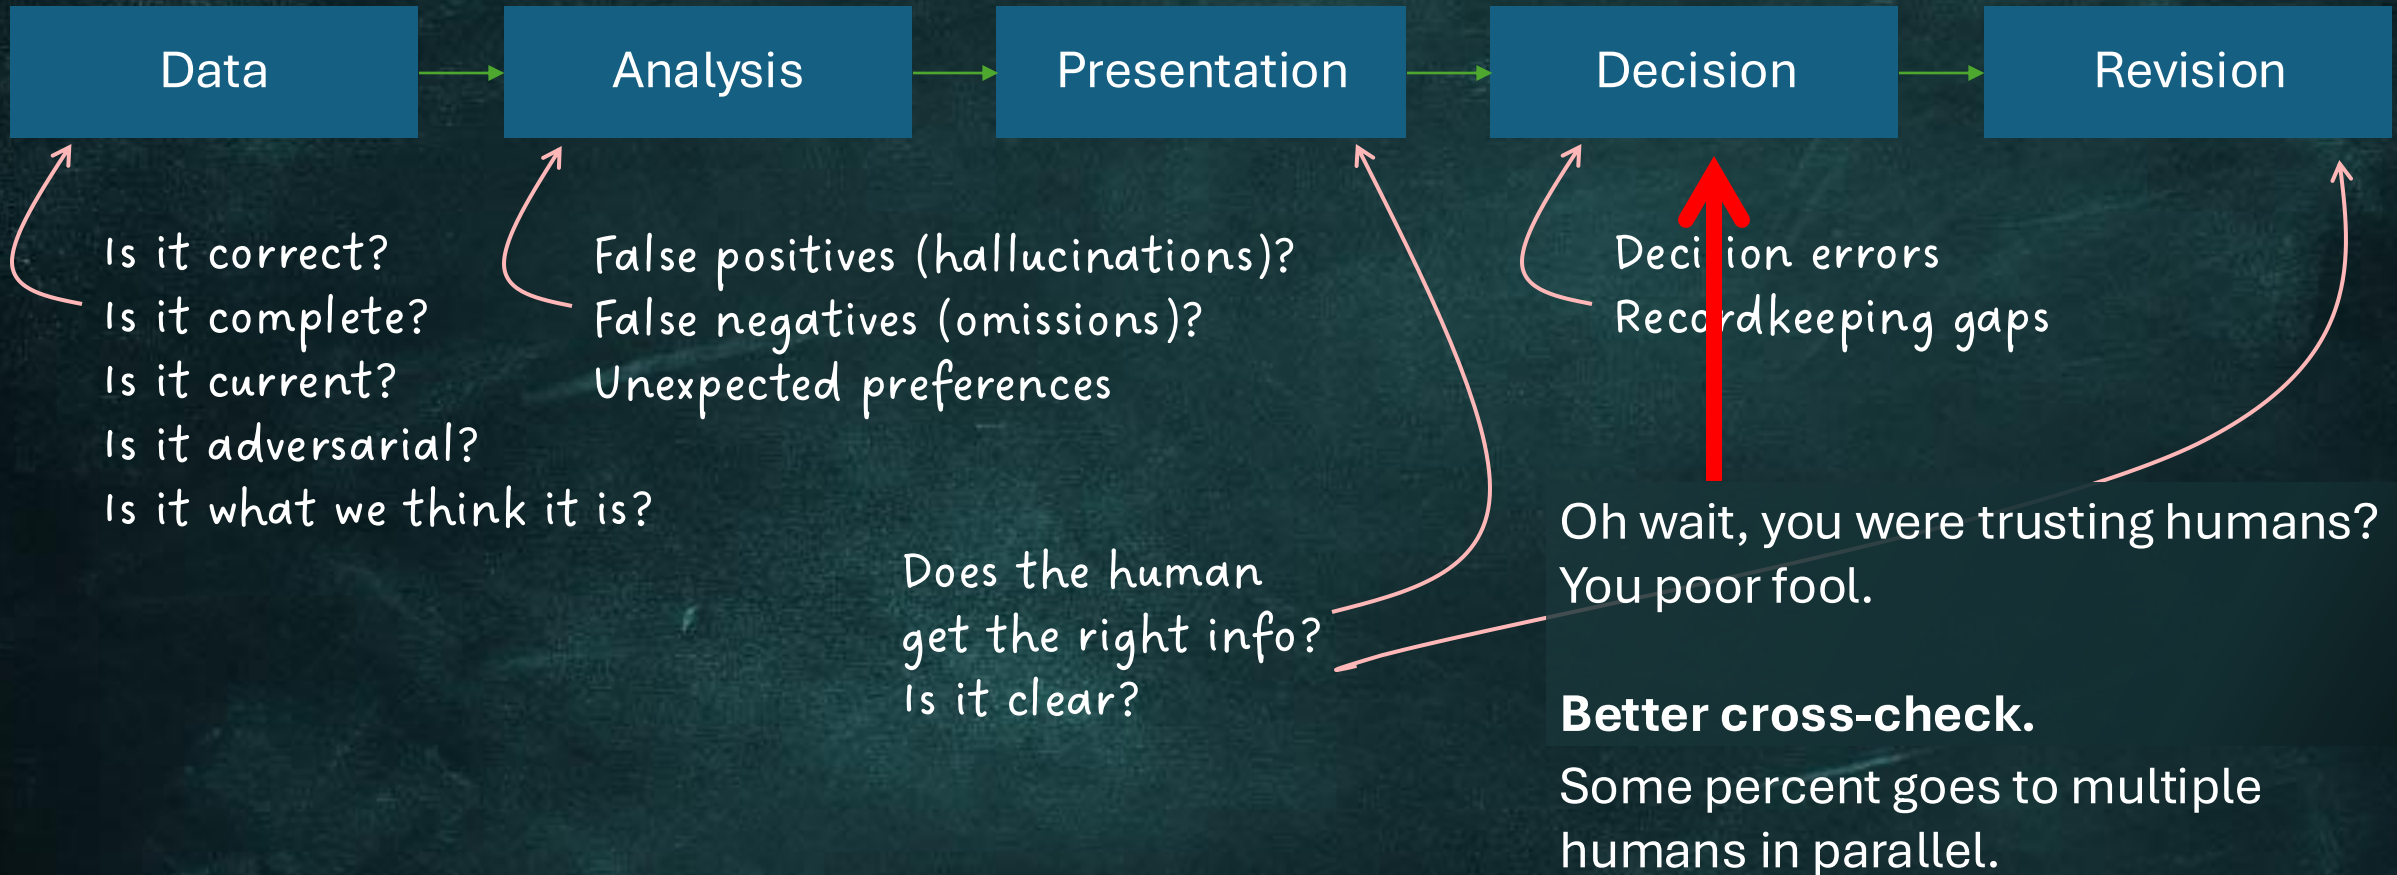 Data
Analysis
Presentation
Decision
Revision
Is it correct?
Is it complete?
Is it current?
Is it adversarial?
Is it what we think it is?
False positives (hallucinations)?
False negatives (omissions)?
Unexpected preferences
Does the human
get the right info?
Is it clear?
Decision errors
Recordkeeping gaps
Oh wait, you were trusting humans?
You poor fool.
Better cross-check.
Some percent goes to multiple
humans in parallel.